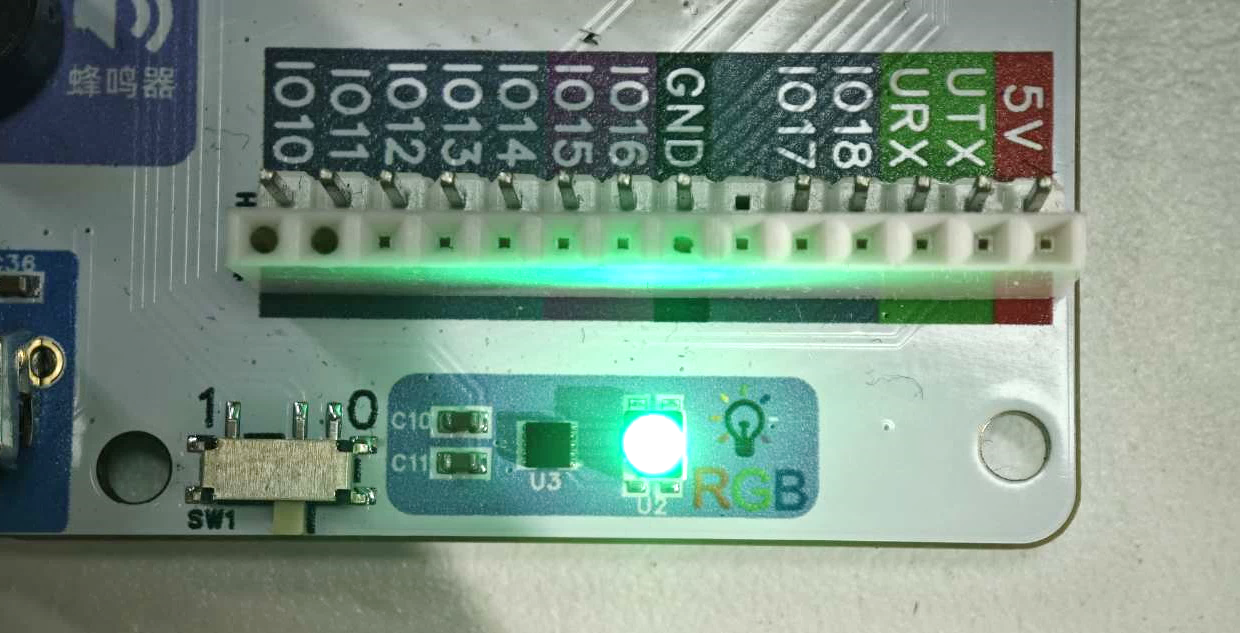 蜂鸣器
IO10
IO11
IO12
IO13
IO14
IO15
IO16
GND
IO17
IO18
URX
UTX
5V
H
C36
1
0
SW1
C10
C11
U3
U2
RGB